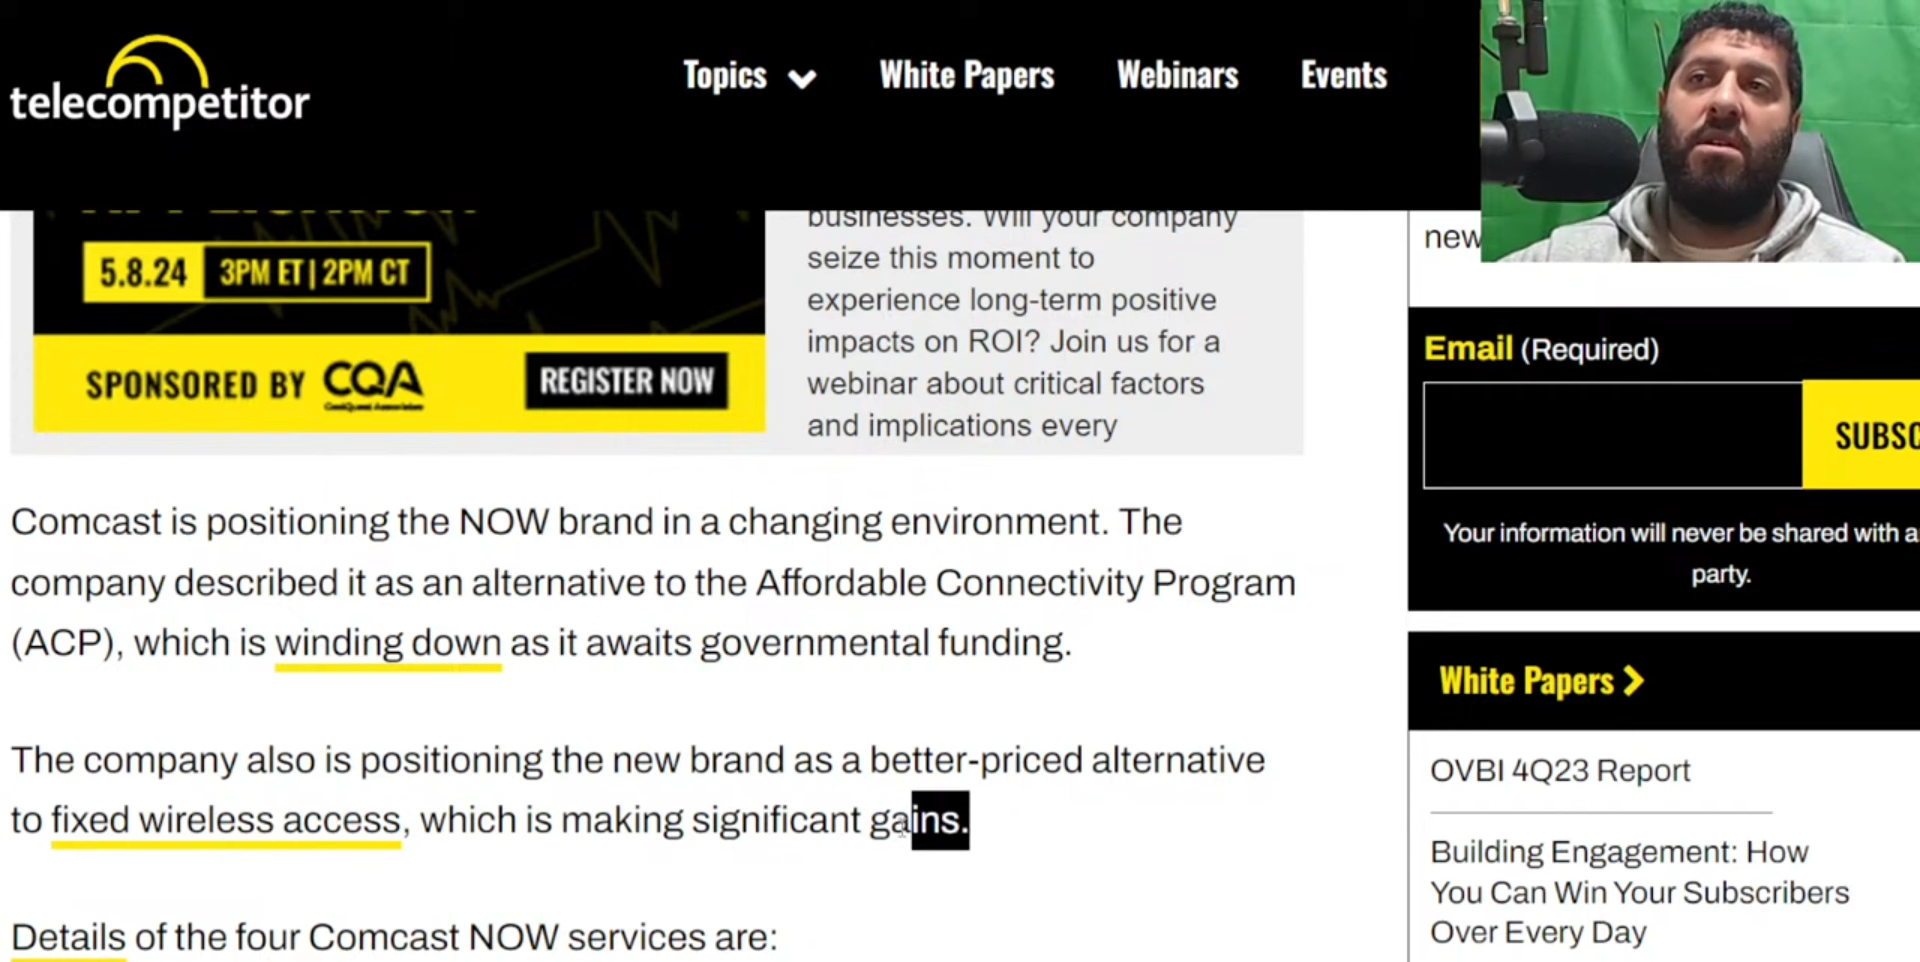 telecompetitor
Topics
White Papers
Webinars
Events
5.8.24
3PM ET | 2PM CT
SPONSORED BY CQA
REGISTER NOW
businesses. Will your company
seize this moment to
experience long-term positive
impacts on ROI? Join us for a
webinar about critical factors
and implications every
Comcast is positioning the NOW brand in a changing environment. The
company described it as an alternative to the Affordable Connectivity Program
(ACP), which is winding down as it awaits governmental funding.
The company also is positioning the new brand as a better-priced alternative
to fixed wireless access, which is making significant gains.
Details of the four Comcast NOW services are:
new
Email (Required)
SUBSC
Your information will never be shared with a
party.
White Papers
OVBI 4Q23 Report
Building Engagement: How
You Can Win Your Subscribers
Over Every Day